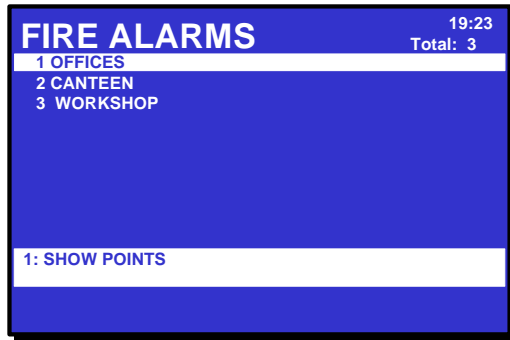 FIRE ALARMS
19:23
Total: 3
1 OFFICES
2 CANTEEN
3 WORKSHOP
1: SHOW POINTS